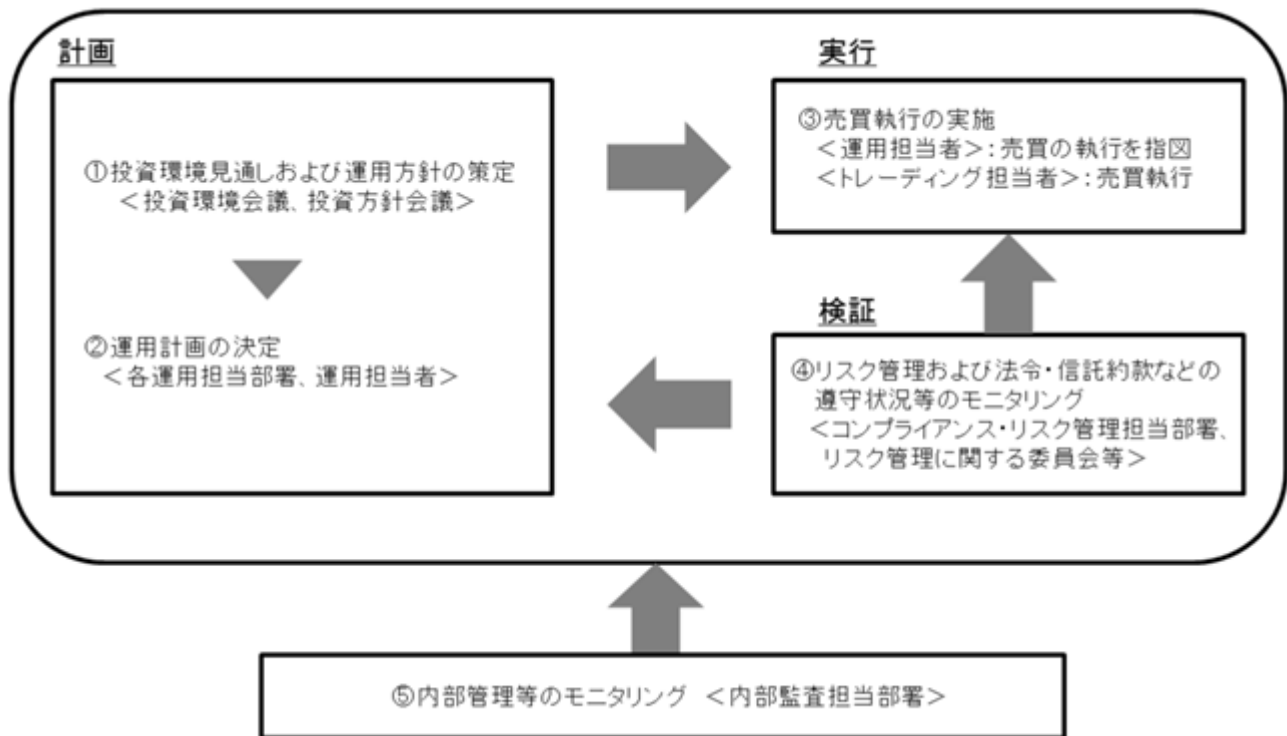 計画
①投資環境見通しおよび運用方針の策定
＜投資環境会議、投資方針会議＞
②運用計画の決定
＜各運用担当部署、運用担当者＞
実行
③売買執行の実施
＜運用担当者＞：売買の執行を指図
＜トレーディング担当者＞：売買執行
検証
④リスク管理および法令・信託約款などの
遵守状況等のモニタリング
＜コンプライアンス・リスク管理担当部署、
リスク管理に関する委員会等＞
⑤内部管理等のモニタリング　＜内部監査担当部署＞